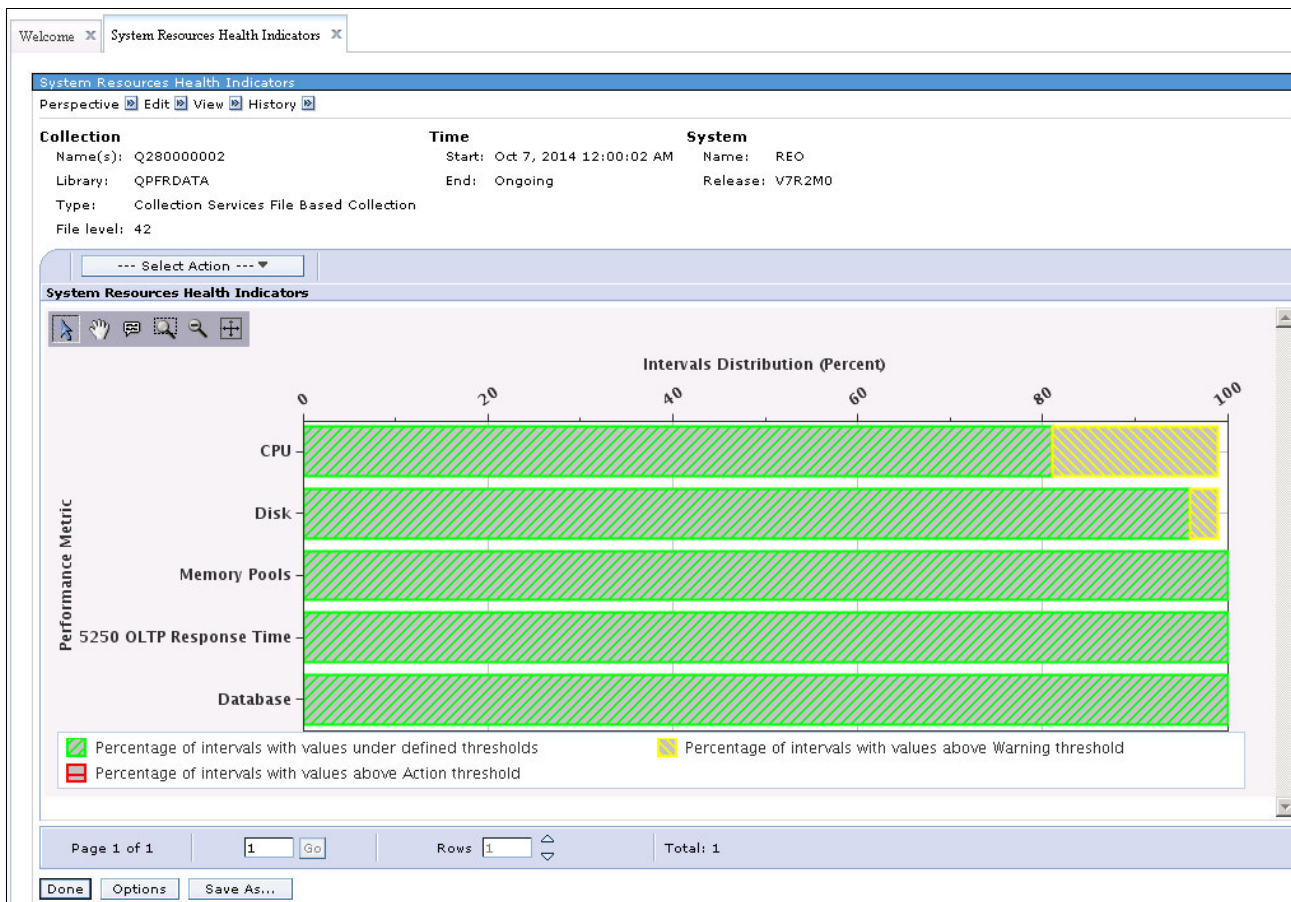 Welcome X System Resources Health Indicators X
System Resources Health Indicators
Perspective Edit View History
Collection Time System
Name(s): Q280000002 Start: Oct 7, 2014 12:00:02 AM Name: REO
Library: QPFRDATA End: Ongoing Release: V7R2M0
Type: Collection Services File Based Collection
File level: 42
--- Select Action ---
System Resources Health Indicators
Intervals Distribution (Percent)
0 20 40 60 80 100
Performance Metric
CPU
Disk
Memory Pools
5250 OLTP Response Time
Database
Percentage of intervals with values under defined thresholds Percentage of intervals with values above Warning threshold
Percentage of intervals with values above Action threshold
Page 1 of 1 1 Go Rows 1 Total: 1
Done Options Save As...